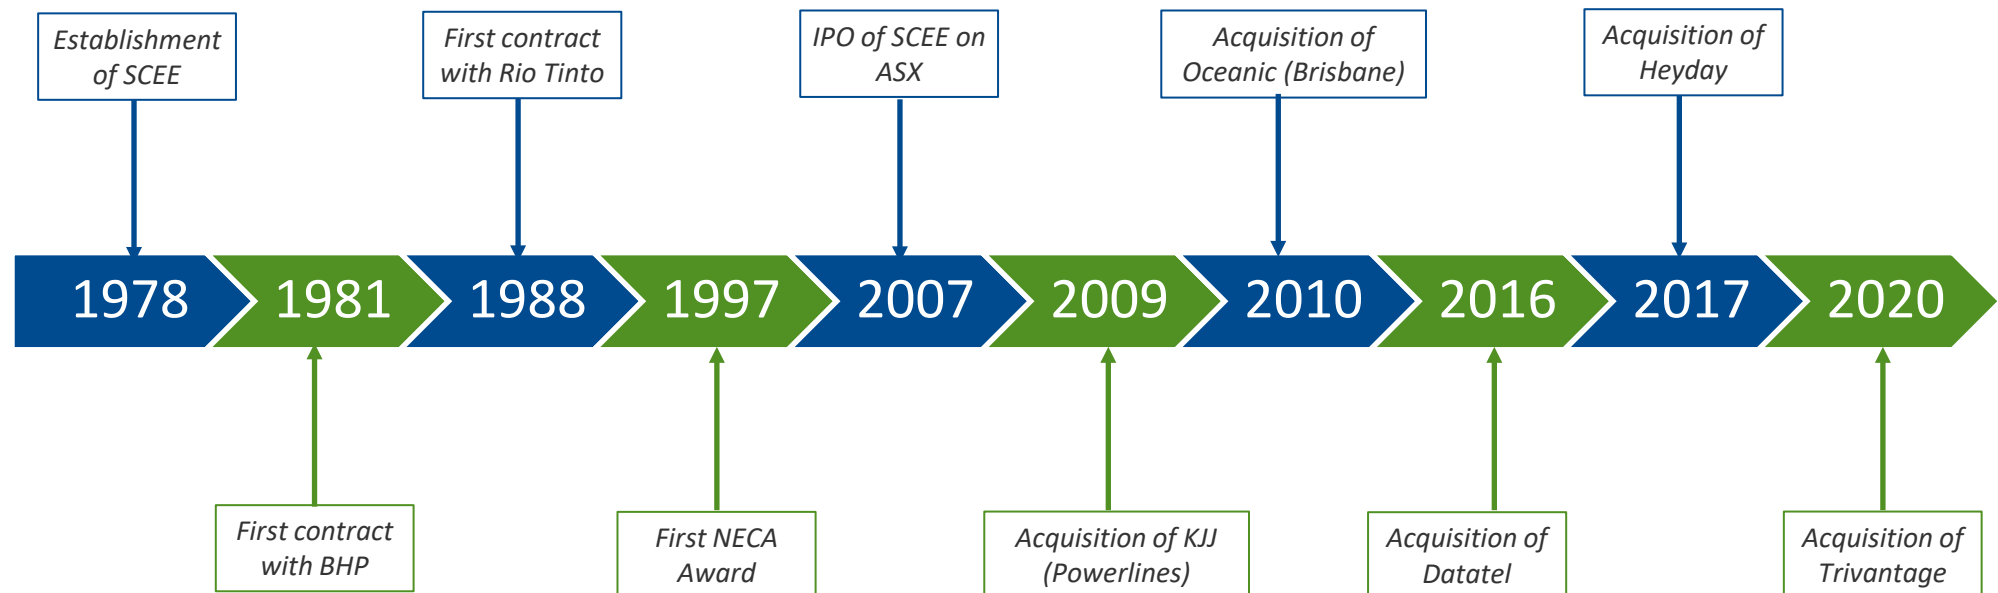 Establishment
of SCEE
First contract
with Rio Tinto
IPO of SCEE on
ASX
Acquisition of
Oceanic (Brisbane)
Acquisition of
Heyday
1978
1981
1988
1997
2007
2009
2010
2016
2017
2020
First contract
with BHP
First NECA
Award
Acquisition of KJJ
(Powerlines)
Acquisition of
Datatel
Acquisition of
Trivantage